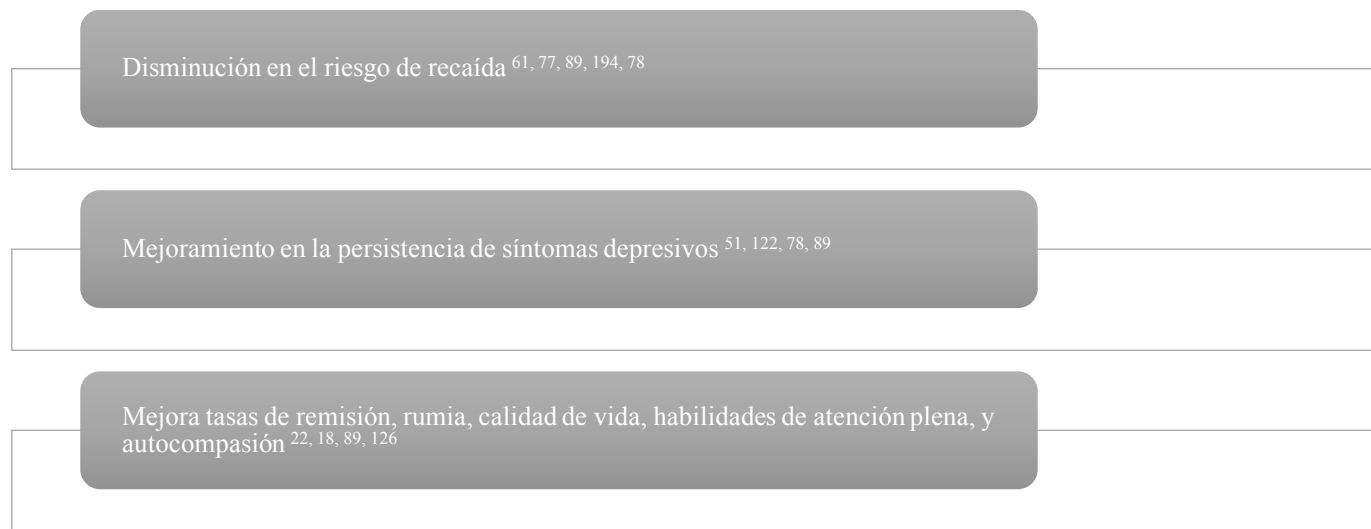 Disminución en el riesgo de recaída 61, 77, 89, 194, 78
Mejoramiento en la persistencia de síntomas depresivos 51, 122, 78, 89
Mejora tasas de remisión, rumia, calidad de vida, habilidades de atención plena, y
autocompasión 22, 18, 89, 126